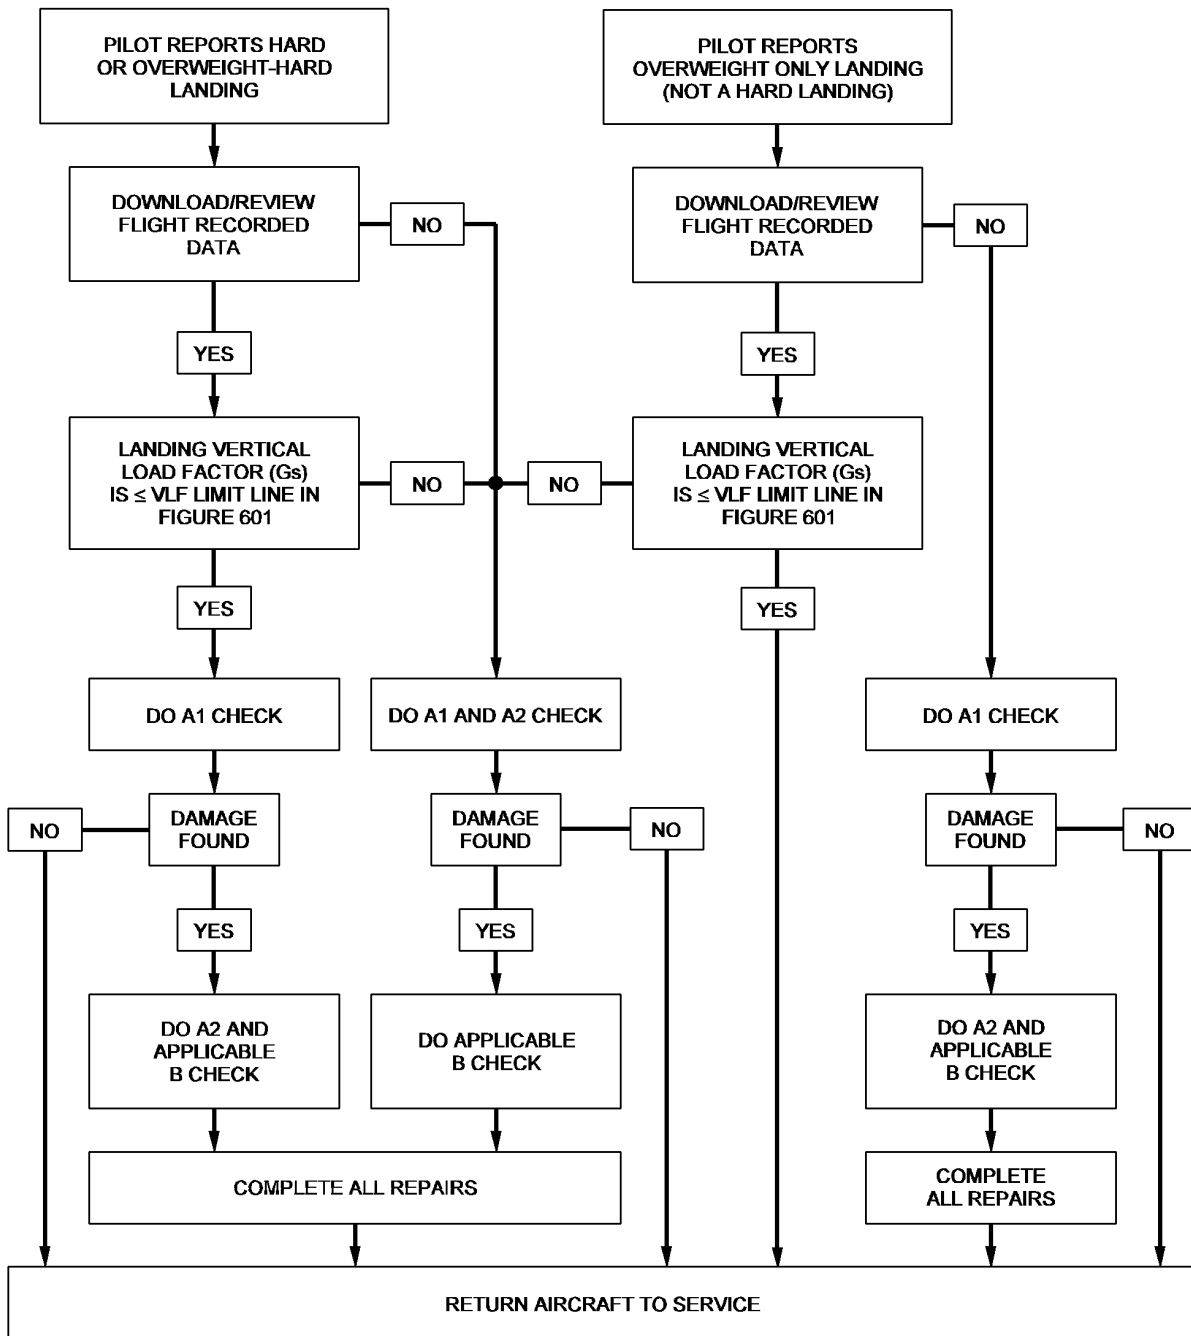 PILOT REPORTS HARD
OR OVERWEIGHT-HARD
LANDING
PILOT REPORTS
OVERWEIGHT ONLY LANDING
(NOT A HARD LANDING)
DOWNLOAD/REVIEW
FLIGHT RECORDED
DATA
NO
DOWNLOAD/REVIEW
FLIGHT RECORDED
DATA
NO
YES
YES
LANDING VERTICAL
LOAD FACTOR (Gs)
IS ≤ VLF LIMIT LINE IN
FIGURE 601
NO
NO
LANDING VERTICAL
LOAD FACTOR (Gs)
IS ≤ VLF LIMIT LINE IN
FIGURE 601
YES
YES
DO A1 CHECK
DO A1 AND A2 CHECK
DO A1 CHECK
NO
DAMAGE
FOUND
DAMAGE
FOUND
NO
DAMAGE
FOUND
NO
YES
YES
YES
DO A2 AND
APPLICABLE
B CHECK
DO APPLICABLE
B CHECK
DO A2 AND
APPLICABLE
B CHECK
COMPLETE ALL REPAIRS
COMPLETE
ALL REPAIRS
RETURN AIRCRAFT TO SERVICE